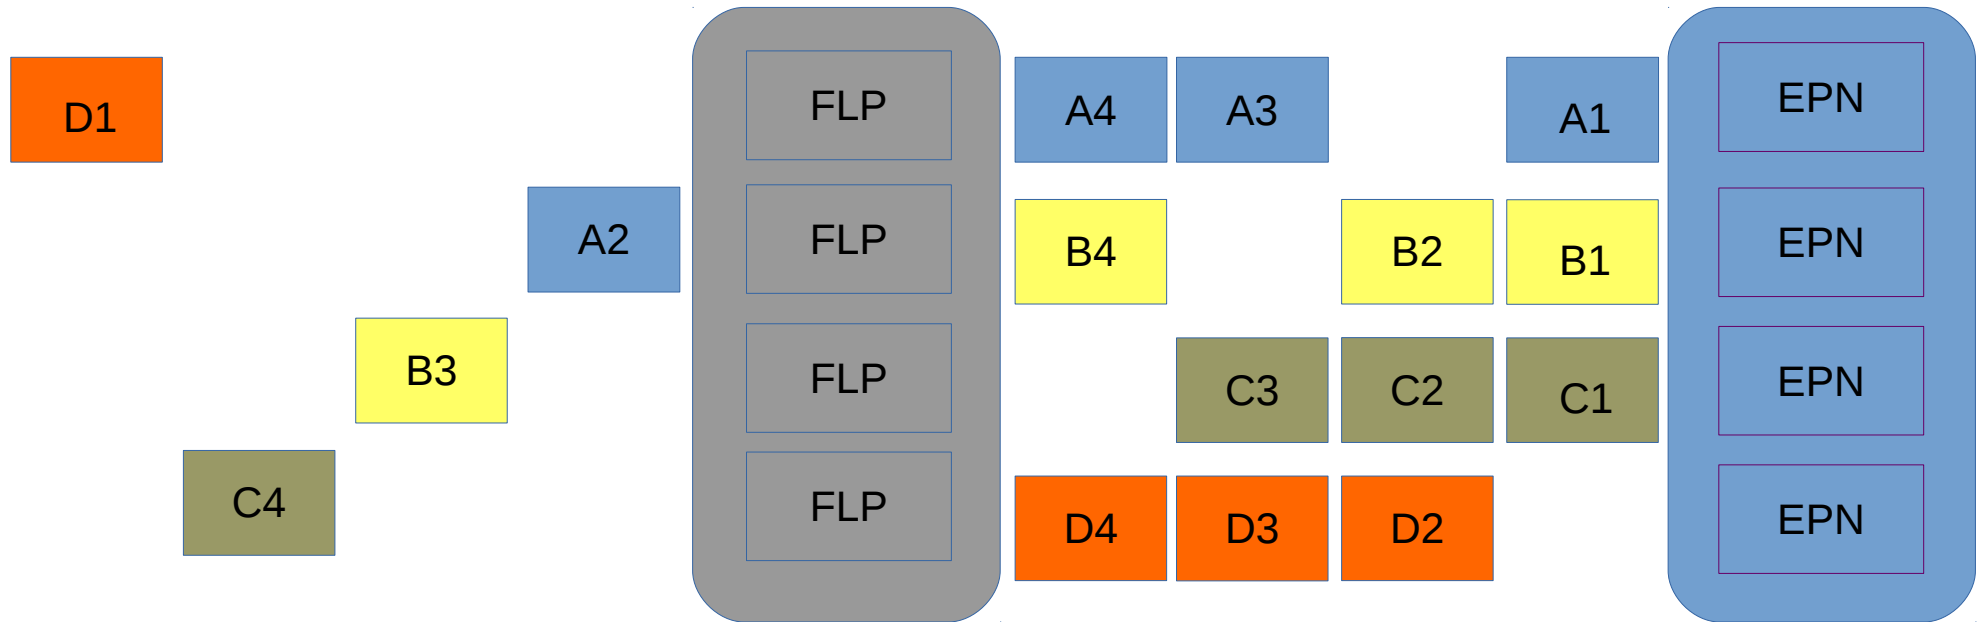 D1 FLP A4 A3 A1 EPN
A2 FLP B4 B2 B1 EPN
B3 FLP C3 C2 C1 EPN
C4 FLP D4 D3 D2 EPN